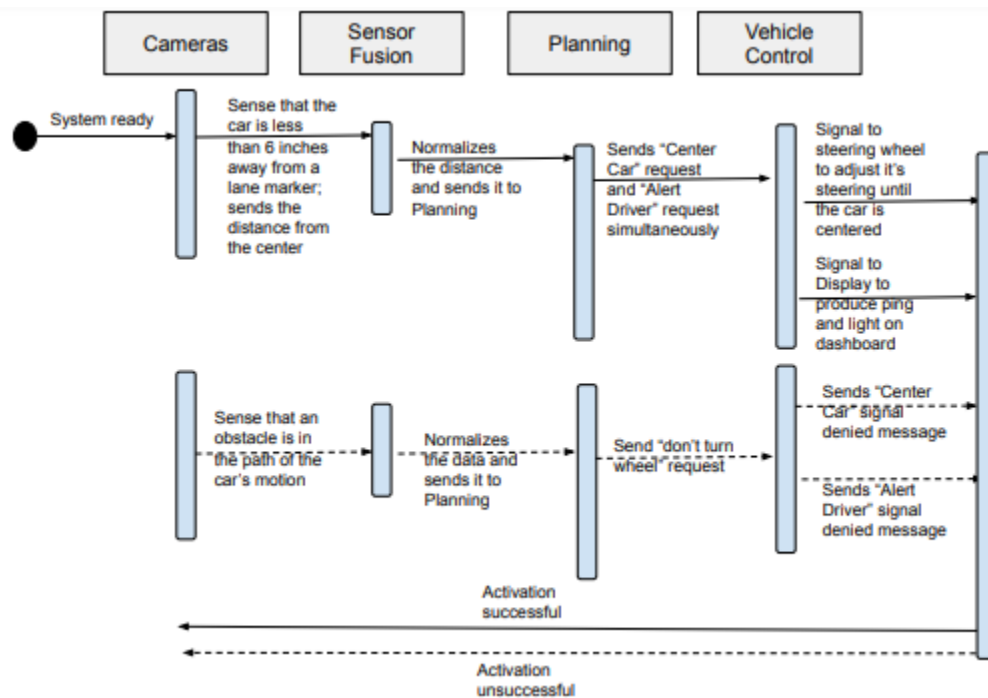 Cameras
Sensor
Fusion
Planning
Vehicle
Control
System ready
Sense that the
car is less
than 6 inches
away from a
lane marker;
sends the
distance from
the center
Normalizes
the distance
and sends it to
Planning
Sends “Center
Car” request
and “Alert
Driver” request
simultaneously
Signal to
steering wheel
to adjust it’s
steering until
the car is
centered
Signal to
Display to
produce ping
and light on
dashboard
Sense that an
obstacle is in
the path of the
car’s motion
Normalizes
the data and
sends it to
Planning
Send “don’t turn
wheel” request
Sends “Center
Car” signal
denied message
Sends “Alert
Driver” signal
denied message
Activation
successful
Activation
unsuccessful